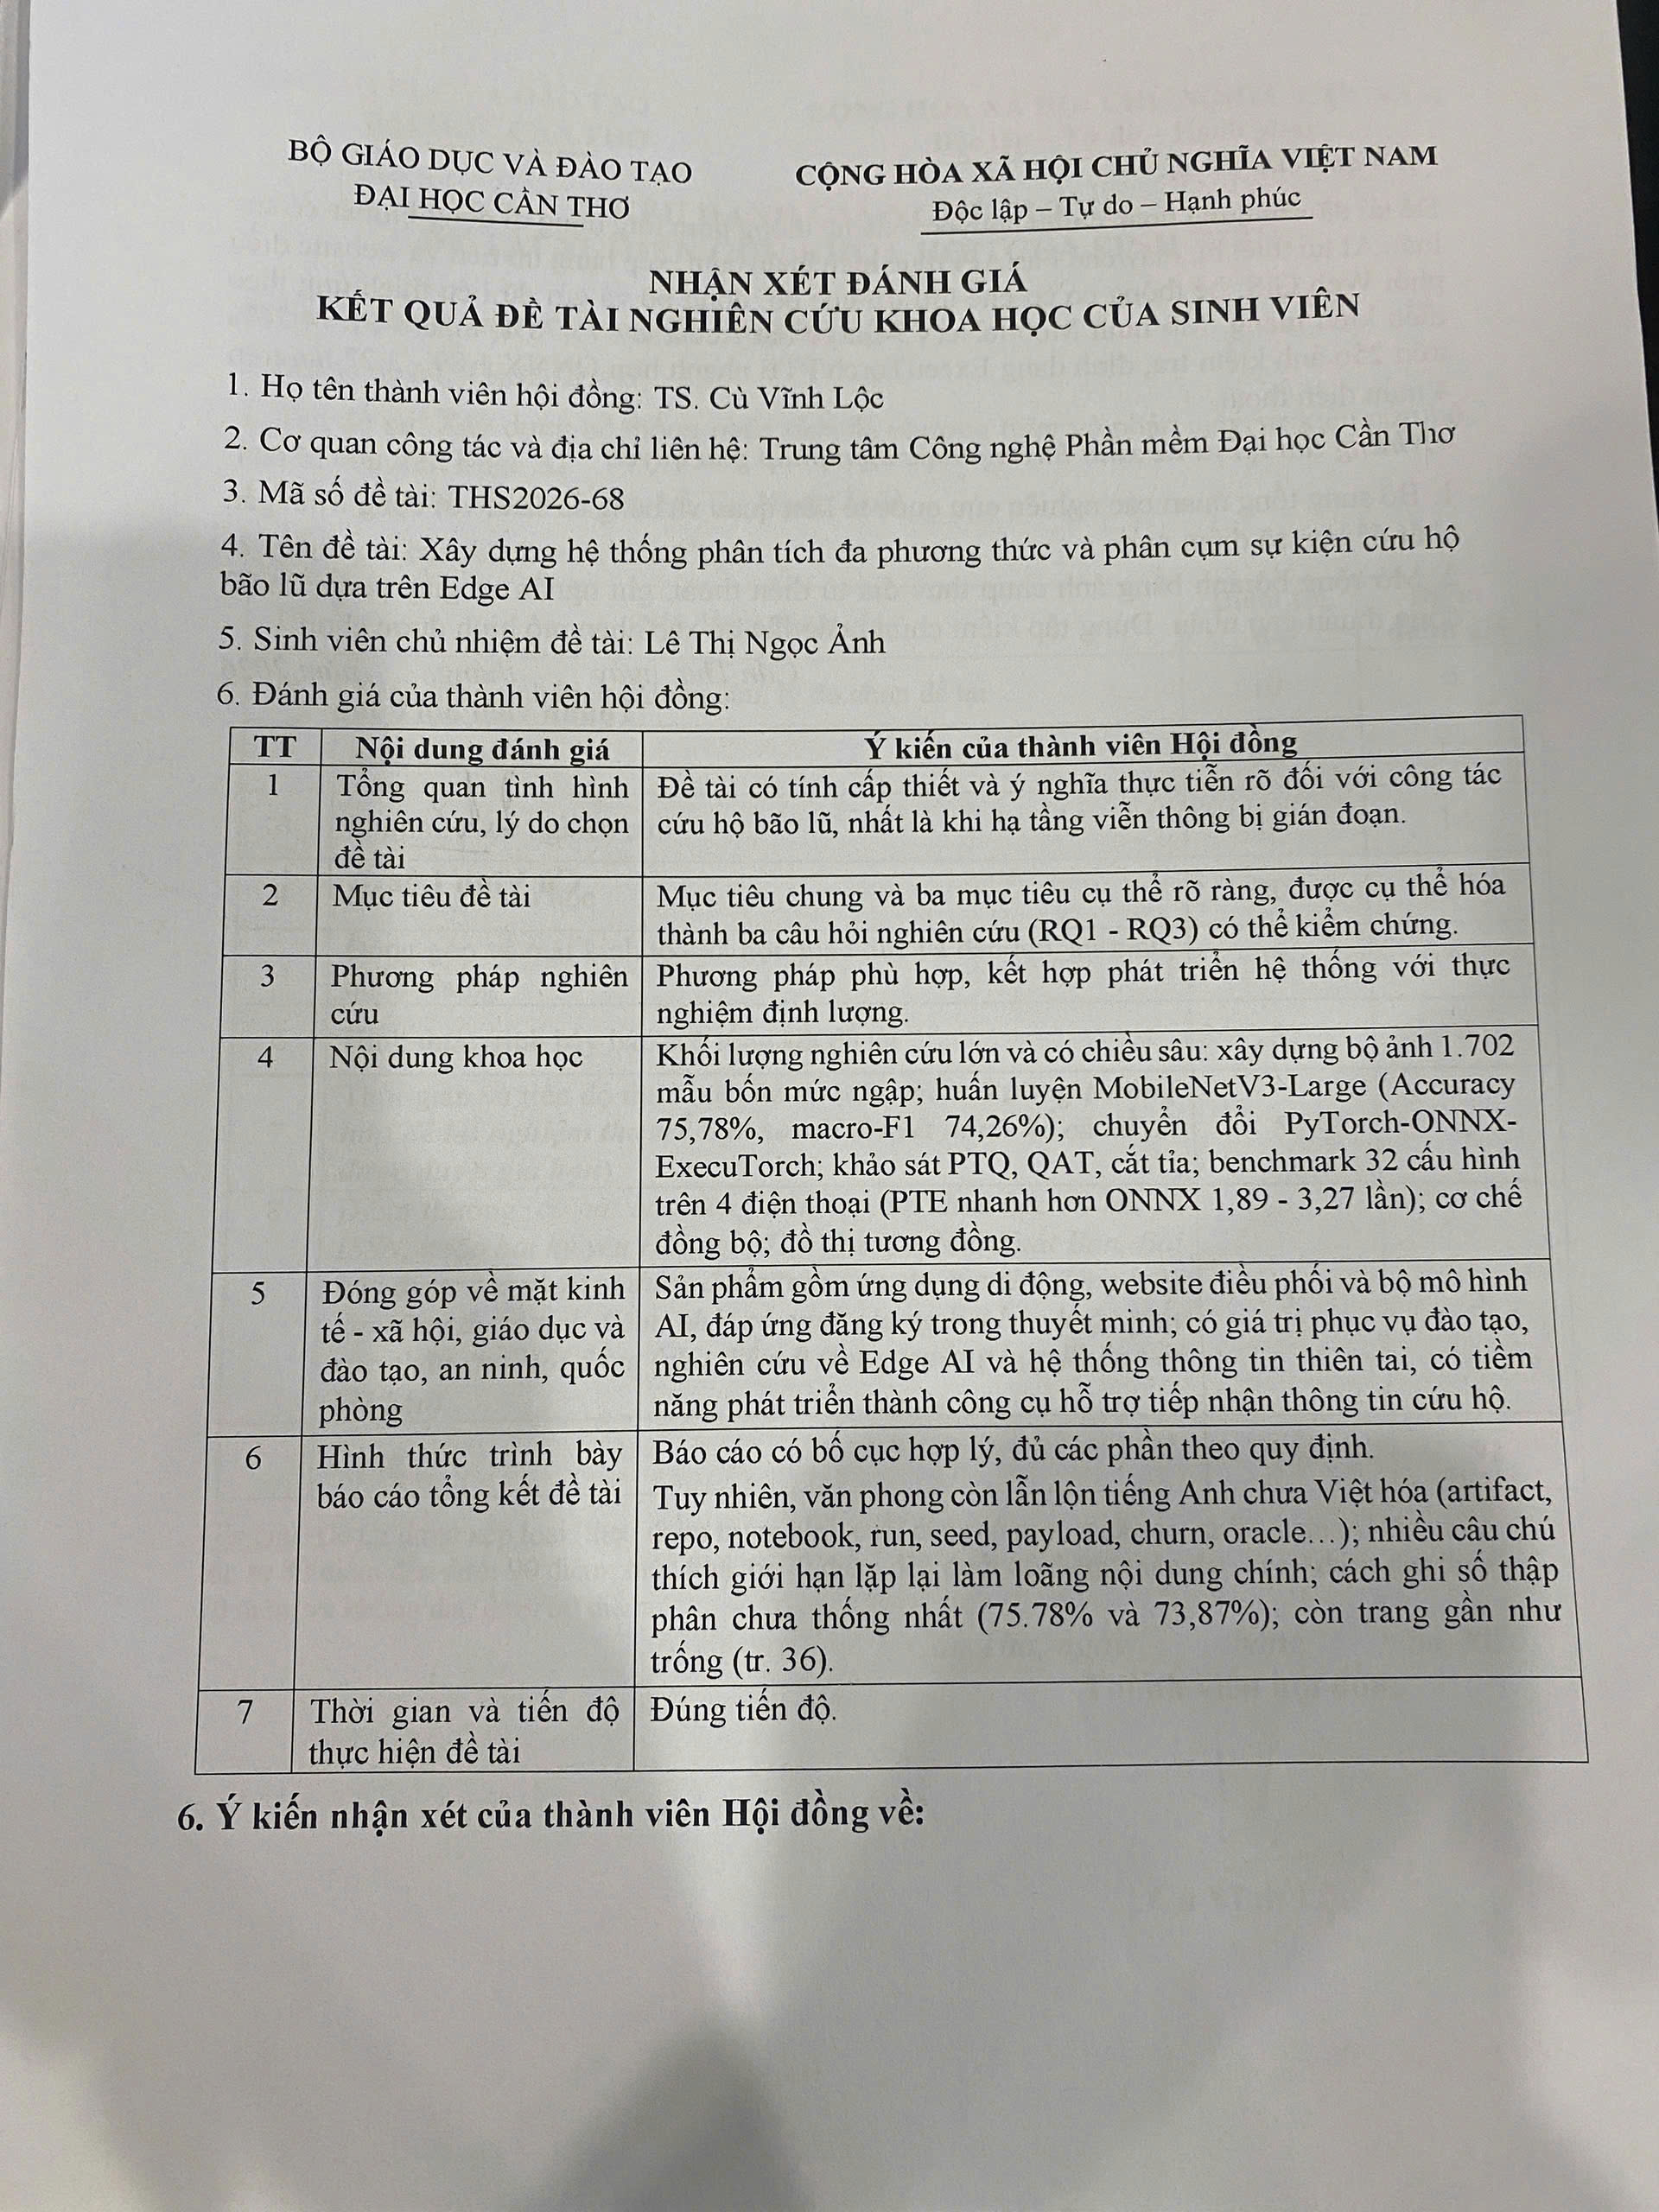 BỘ GIÁO DỤC VÀ ĐÀO TẠO
ĐẠI HỌC CẦN THƠ
CỘNG HÒA XÃ HỘI CHỦ NGHĨA VIỆT NAM
Độc lập – Tự do – Hạnh phúc
NHẬN XÉT ĐÁNH GIÁ
KẾT QUẢ ĐỀ TÀI NGHIÊN CỨU KHOA HỌC CỦA SINH VIÊN
1. Họ tên thành viên hội đồng: TS. Cù Vĩnh Lộc
2. Cơ quan công tác và địa chỉ liên hệ: Trung tâm Công nghệ Phần mềm Đại học Cần Thơ
3. Mã số đề tài: THS2026-68
4. Tên đề tài: Xây dựng hệ thống phân tích đa phương thức và phân cụm sự kiện cứu hộ
bão lũ dựa trên Edge AI
5. Sinh viên chủ nhiệm đề tài: Lê Thị Ngọc Ảnh
6. Đánh giá của thành viên hội đồng:
TT Nội dung đánh giá Ý kiến của thành viên Hội đồng
1
Tổng quan tình hình
nghiên cứu, lý do chọn
đề tài
Đề tài có tính cấp thiết và ý nghĩa thực tiễn rõ đối với công tác
cứu hộ bão lũ, nhất là khi hạ tầng viễn thông bị gián đoạn.
2
Mục tiêu đề tài
Mục tiêu chung và ba mục tiêu cụ thể rõ ràng, được cụ thể hóa
thành ba câu hỏi nghiên cứu (RQ1 - RQ3) có thể kiểm chứng.
3
Phương pháp nghiên
cứu
Phương pháp phù hợp, kết hợp phát triển hệ thống với thực
nghiệm định lượng.
4
Nội dung khoa học
Khối lượng nghiên cứu lớn và có chiều sâu: xây dựng bộ ảnh 1.702
mẫu bốn mức ngập; huấn luyện MobileNetV3-Large (Accuracy
75,78%, macro-F1 74,26%); chuyển đổi PyTorch-ONNX-
ExecuTorch; khảo sát PTQ, QAT, cắt tỉa; benchmark 32 cấu hình
trên 4 điện thoại (PTE nhanh hơn ONNX 1,89 - 3,27 lần); cơ chế
đồng bộ; đồ thị tương đồng.
5
Đóng góp về mặt kinh
tế - xã hội, giáo dục và
đào tạo, an ninh, quốc
phòng
Sản phẩm gồm ứng dụng di động, website điều phối và bộ mô hình
AI, đáp ứng đăng ký trong thuyết minh; có giá trị phục vụ đào tạo,
nghiên cứu về Edge AI và hệ thống thông tin thiên tai, có tiềm
năng phát triển thành công cụ hỗ trợ tiếp nhận thông tin cứu hộ.
6
Hình thức trình bày
báo cáo tổng kết đề tài
Báo cáo có bố cục hợp lý, đủ các phần theo quy định.
Tuy nhiên, văn phong còn lẫn lộn tiếng Anh chưa Việt hóa (artifact,
repo, notebook, run, seed, payload, churn, oracle…); nhiều câu chú
thích giới hạn lặp lại làm loãng nội dung chính; cách ghi số thập
phân chưa thống nhất (75.78% và 73,87%); còn trang gần như
trống (tr. 36).
7
Thời gian và tiến độ
thực hiện đề tài
Đúng tiến độ.
6. Ý kiến nhận xét của thành viên Hội đồng về: